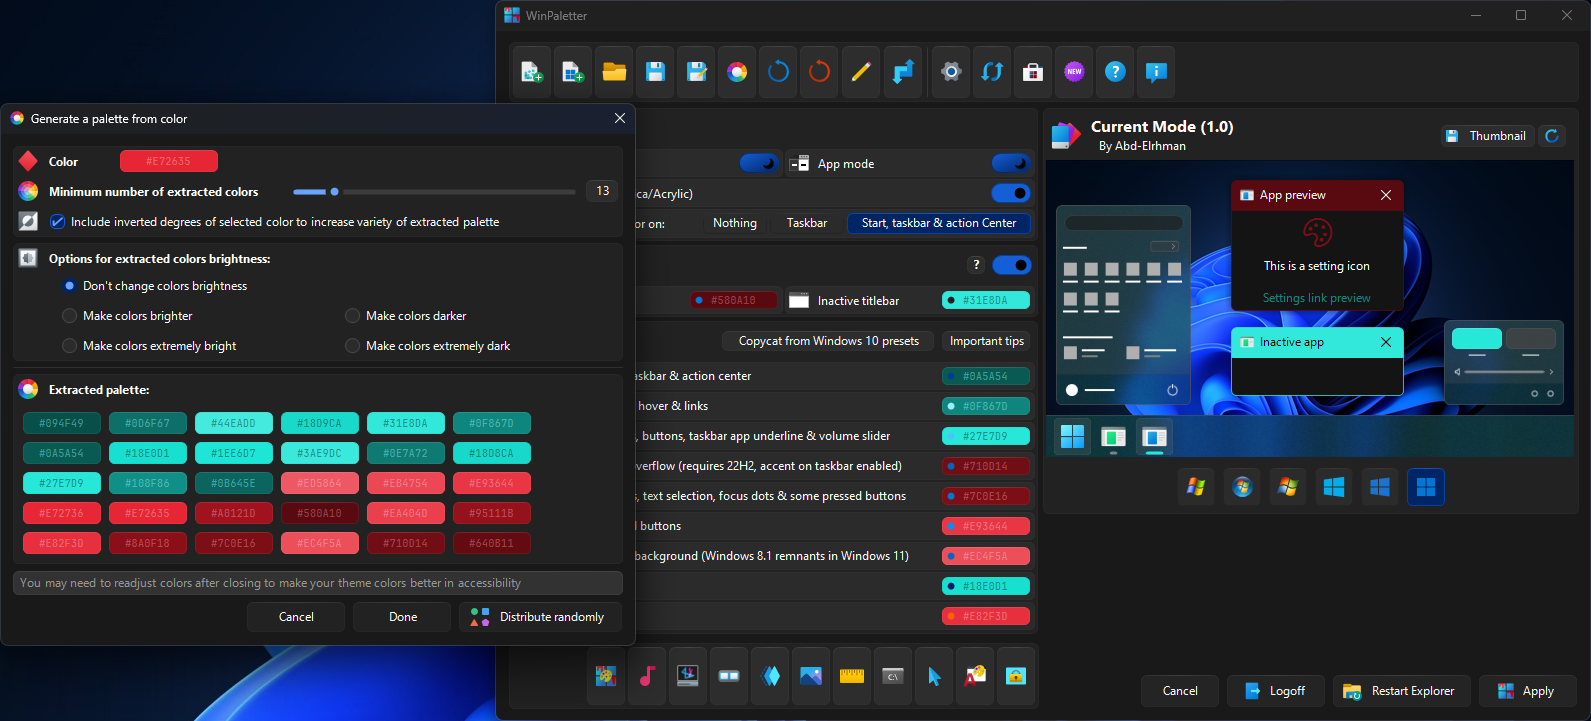 WinPaletter
NEW
Generate a palette from color
Color
#E72635
Minimum number of extracted colors
13
Include inverted degrees of selected color to increase variety of extracted palette
Options for extracted colors brightness:
Don't change colors brightness
Make colors brighter
Make colors darker
Make colors extremely bright
Make colors extremely dark
Extracted palette:
#094F49 #0D6F67 #44EADD #18D9CA #31E8DA #0F867D
#0A5A54 #18E0D1 #1EE6D7 #3AE9DC #0E7A72 #18D8CA
#27E7D9 #108F86 #0B645E #ED5864 #EB4754 #E93644
#E72736 #E72635 #A0121D #580A10 #EA404D #95111B
#E82F3D #8A0F18 #7C0E16 #EC4F5A #710D14 #640B11
You may need to readjust colors after closing to make your theme colors better in accessibility
Cancel
Done
Distribute randomly
App mode
ca/Acrylic)
or on:
Nothing
Taskbar
Start, taskbar & action Center
?
#580A10
Inactive titlebar
#31E8DA
Copycat from Windows 10 presets
Important tips
askbar & action center
#0A5A54
hover & links
#0F867D
, buttons, taskbar app underline & volume slider
#27E7D9
overflow (requires 22H2, accent on taskbar enabled)
#710D14
s, text selection, focus dots & some pressed buttons
#7C0E16
d buttons
#E93644
background (Windows 8.1 remnants in Windows 11)
#EC4F5A
#18E0D1
#E82F3D
Current Mode (1.0)
By Abd-Elrhman
Thumbnail
App preview
This is a setting icon
Settings link preview
Inactive app
Cancel
Logoff
Restart Explorer
Apply